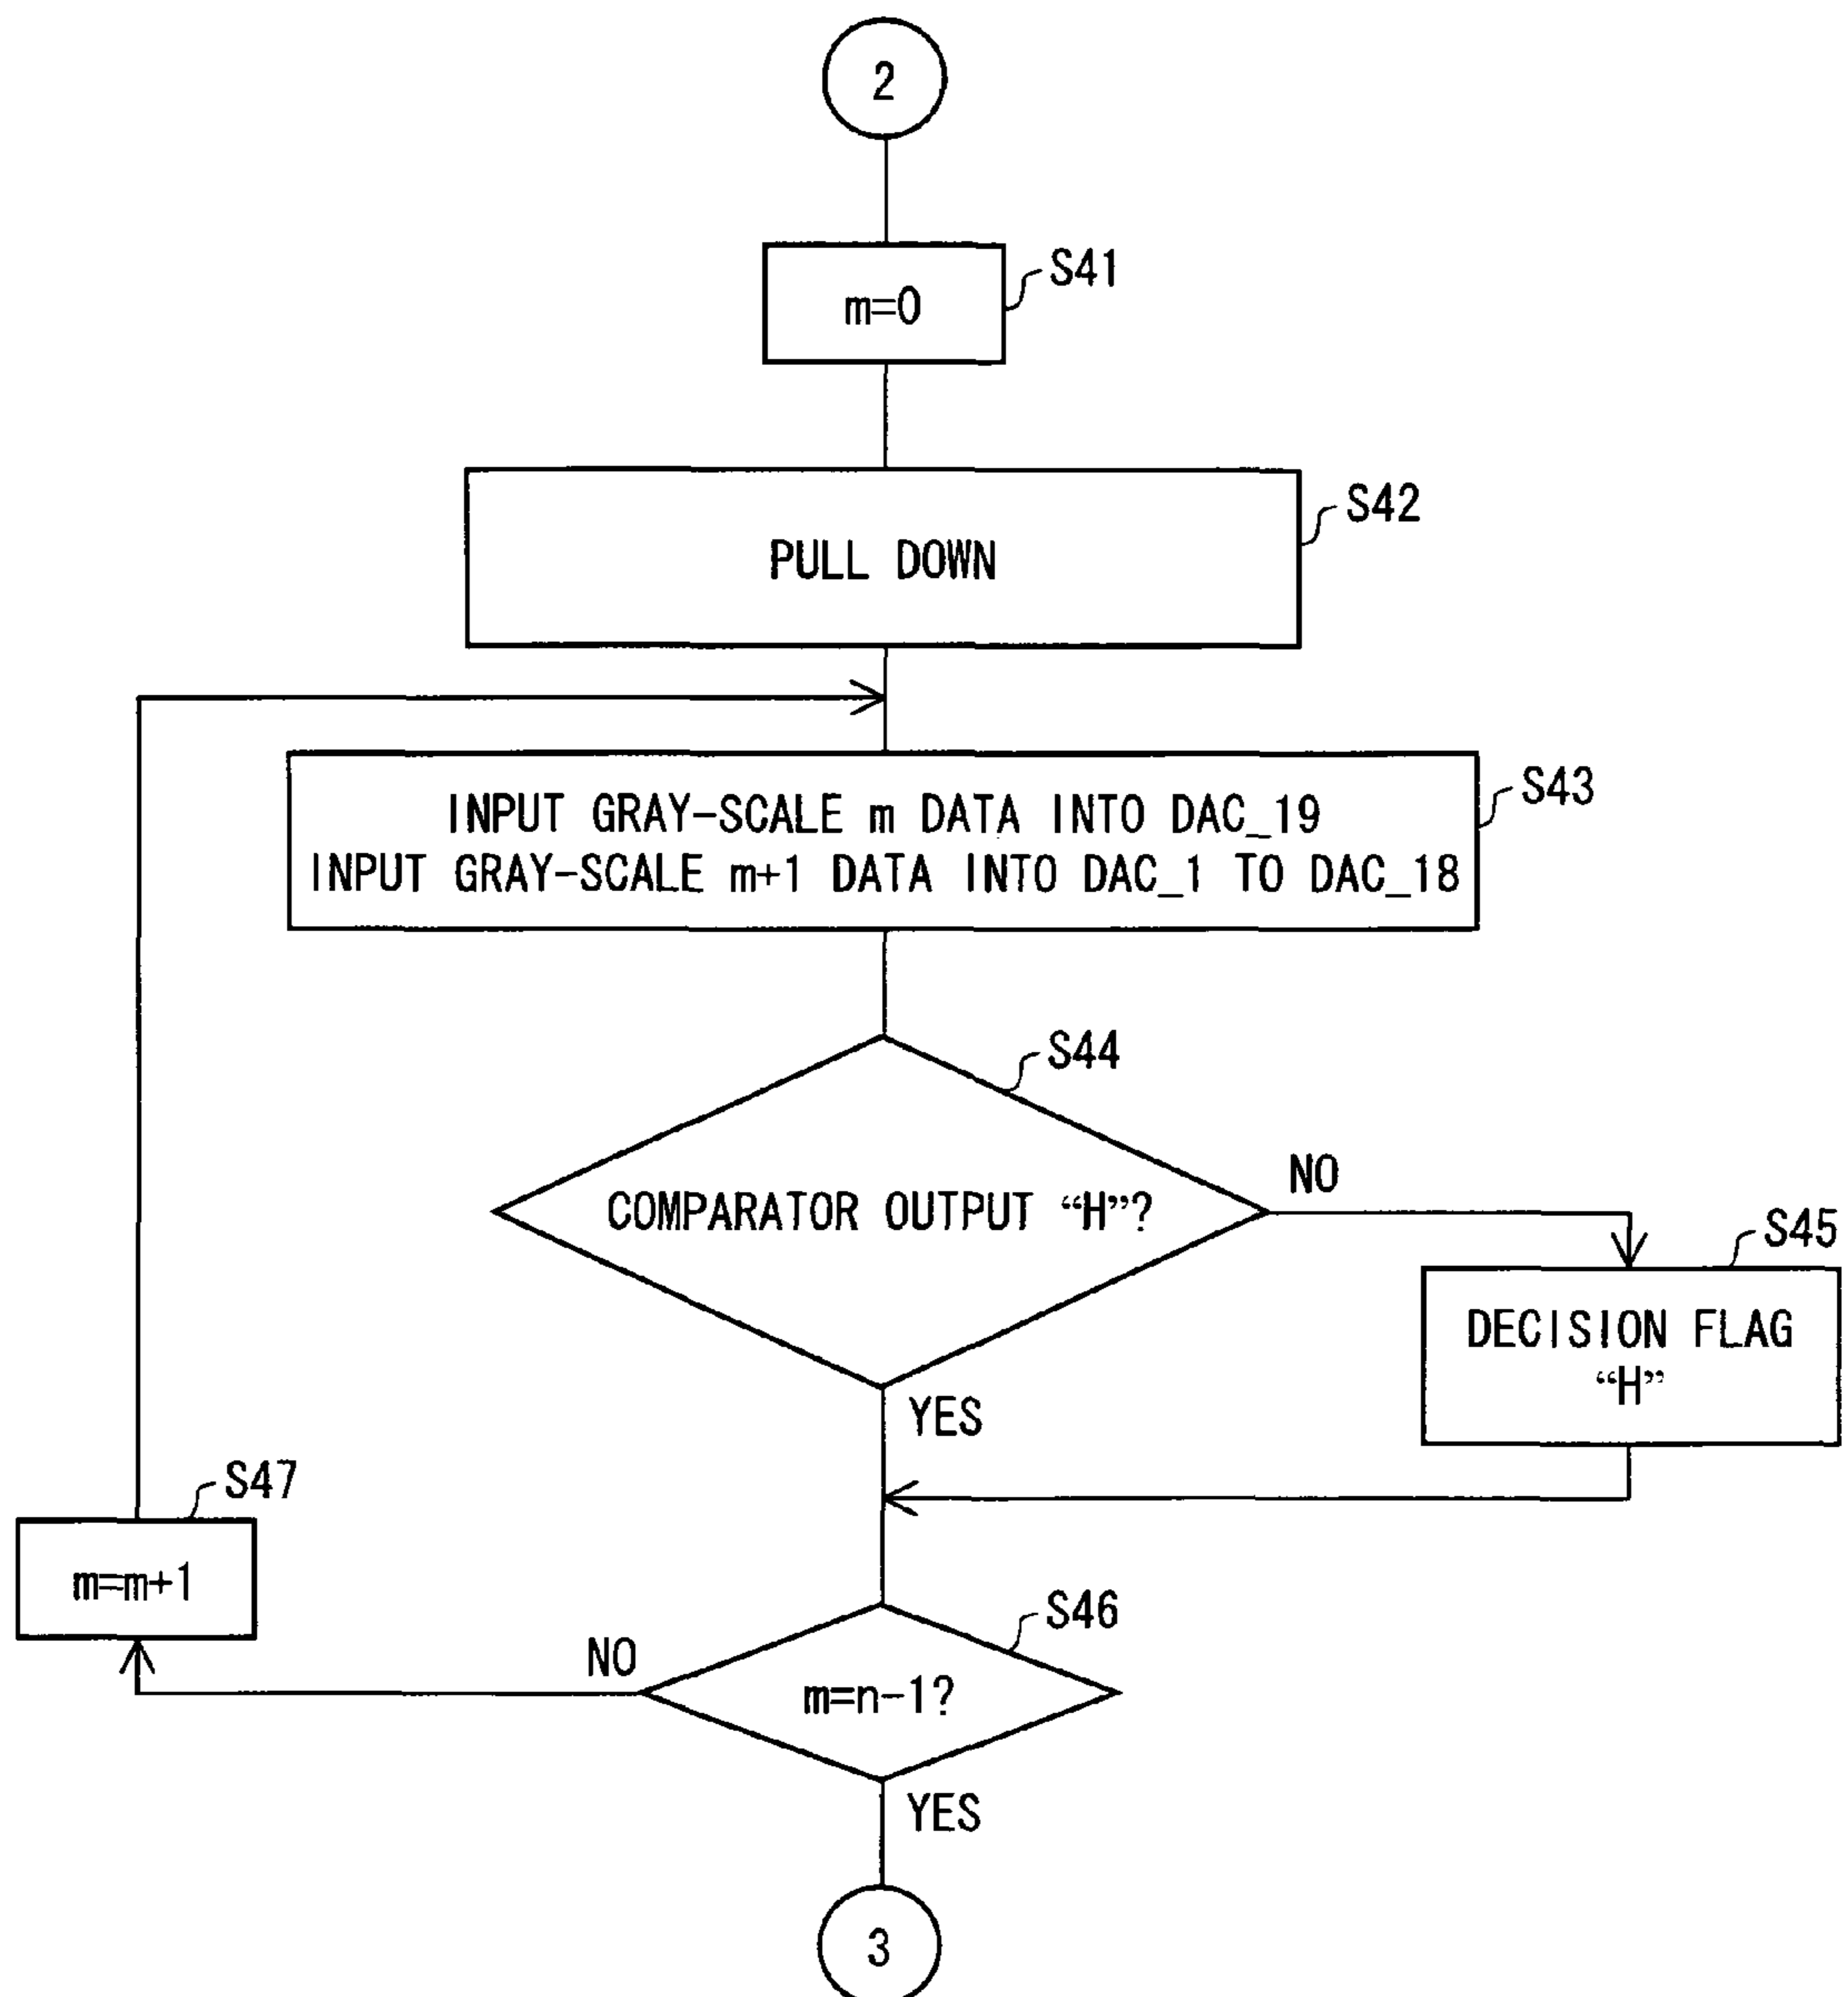 2
S41
m=0
S42
PULL DOWN
S43
INPUT GRAY-SCALE m DATA INTO DAC_19
INPUT GRAY-SCALE m+1 DATA INTO DAC_1 TO DAC_18
S44
COMPARATOR OUTPUT “H”?
NO
S45
DECISION FLAG
“H”
YES
S47
m=m+1
S46
NO
m=n-1?
YES
3